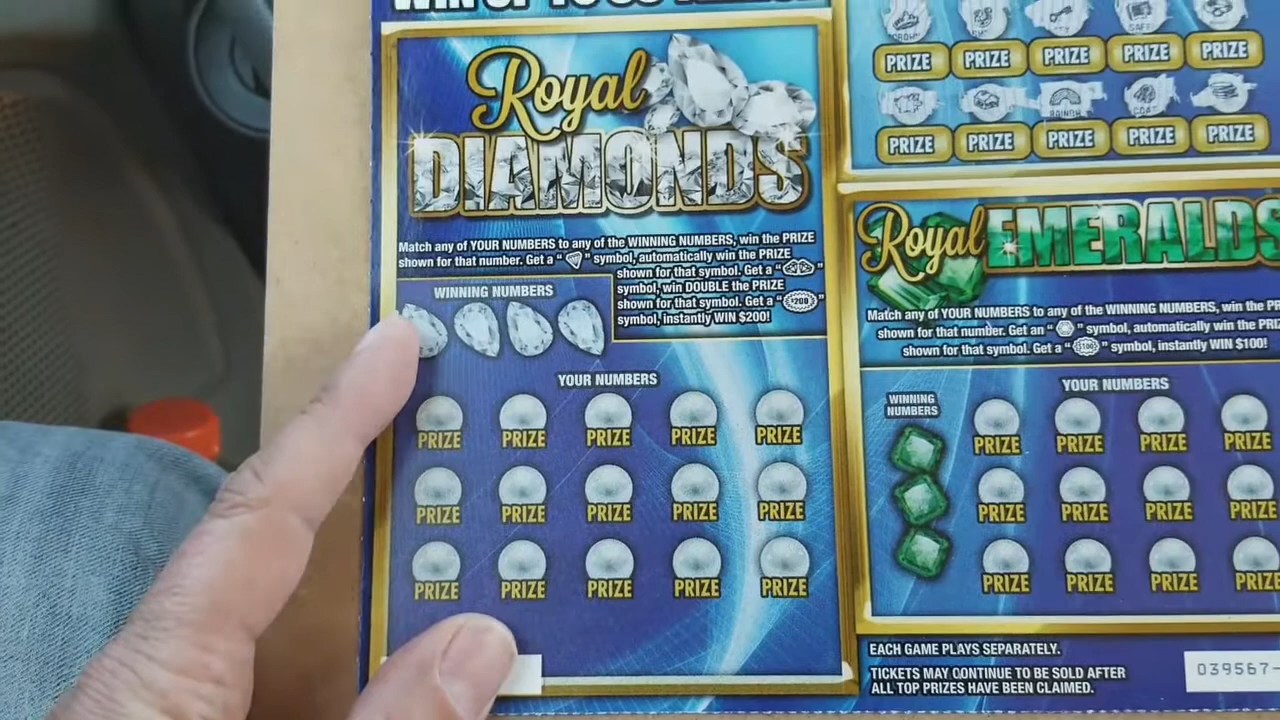 WIN UP TO
Royal
DIAMONDS
Match any of YOUR NUMBERS to any of the WINNING NUMBERS, win the PRIZE
shown for that number. Get a " " symbol, automatically win the PRIZE
shown for that symbol. Get a " "
symbol, win DOUBLE the PRIZE
shown for that symbol. Get a "$200"
symbol, instantly WIN $200!
WINNING NUMBERS
YOUR NUMBERS
PRIZE PRIZE PRIZE PRIZE PRIZE
PRIZE PRIZE PRIZE PRIZE PRIZE
PRIZE PRIZE PRIZE PRIZE PRIZE
PRIZE PRIZE PRIZE PRIZE PRIZE
RAINBW COAT
PRIZE PRIZE PRIZE PRIZE PRIZE
Royal EMERALDS
Match any of YOUR NUMBERS to any of the WINNING NUMBERS, win the
shown for that number. Get an " " symbol, automatically win the
shown for that symbol. Get a "$100" symbol, instantly WIN $100!
YOUR NUMBERS
WINNING
NUMBERS
PRIZE PRIZE PRIZE PRIZE
PRIZE PRIZE PRIZE PRIZE
PRIZE PRIZE PRIZE PRIZE
EACH GAME PLAYS SEPARATELY.
TICKETS MAY CONTINUE TO BE SOLD AFTER
ALL TOP PRIZES HAVE BEEN CLAIMED.
039567-